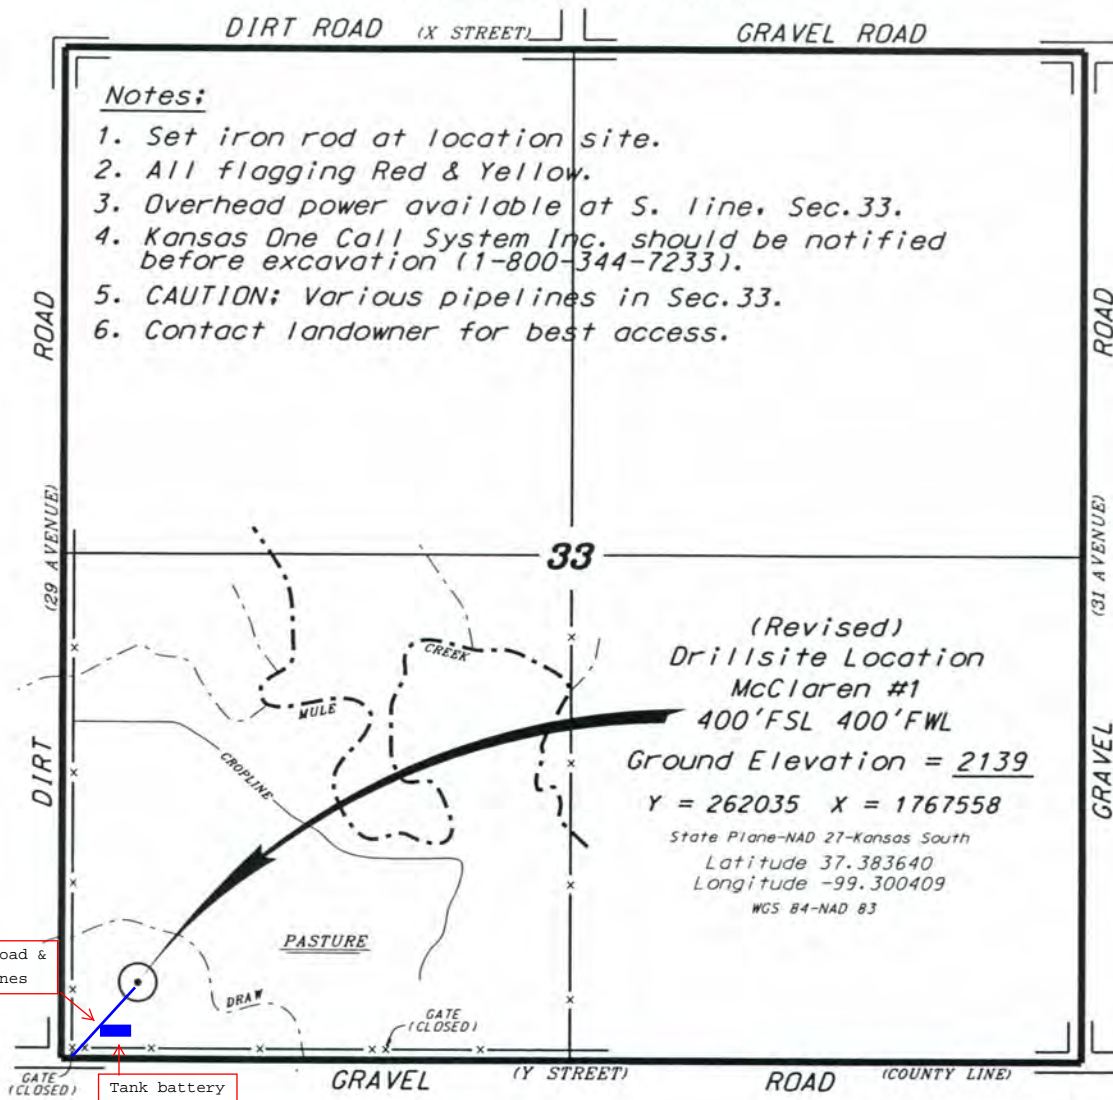 DIRT ROAD (X STREET)
GRAVEL ROAD
Notes:
1. Set iron rod at location site.
2. All flagging Red & Yellow.
3. Overhead power available at S. line, Sec.33.
4. Kansas One Call System Inc. should be notified
before excavation (1-800-344-7233).
5. CAUTION: Various pipelines in Sec.33.
6. Contact landowner for best access.
ROAD
ROAD
(29 AVENUE)
(31 AVENUE)
33
(Revised)
Drillsite Location
McClaren #1
400'FSL 400'FWL
Ground Elevation = 2139
Y = 262035 X = 1767558
State Plane-NAD 27-Kansas South
Latitude 37.383640
Longitude -99.300409
WGS 84-NAD 83
CREEK
MULE
CROPLINE
DIRT
GRAVEL
PASTURE
oad &
nes
DRAW
GATE
(CLOSED)
GATE
(CLOSED)
Tank battery
GRAVEL (Y STREET) ROAD (COUNTY LINE)